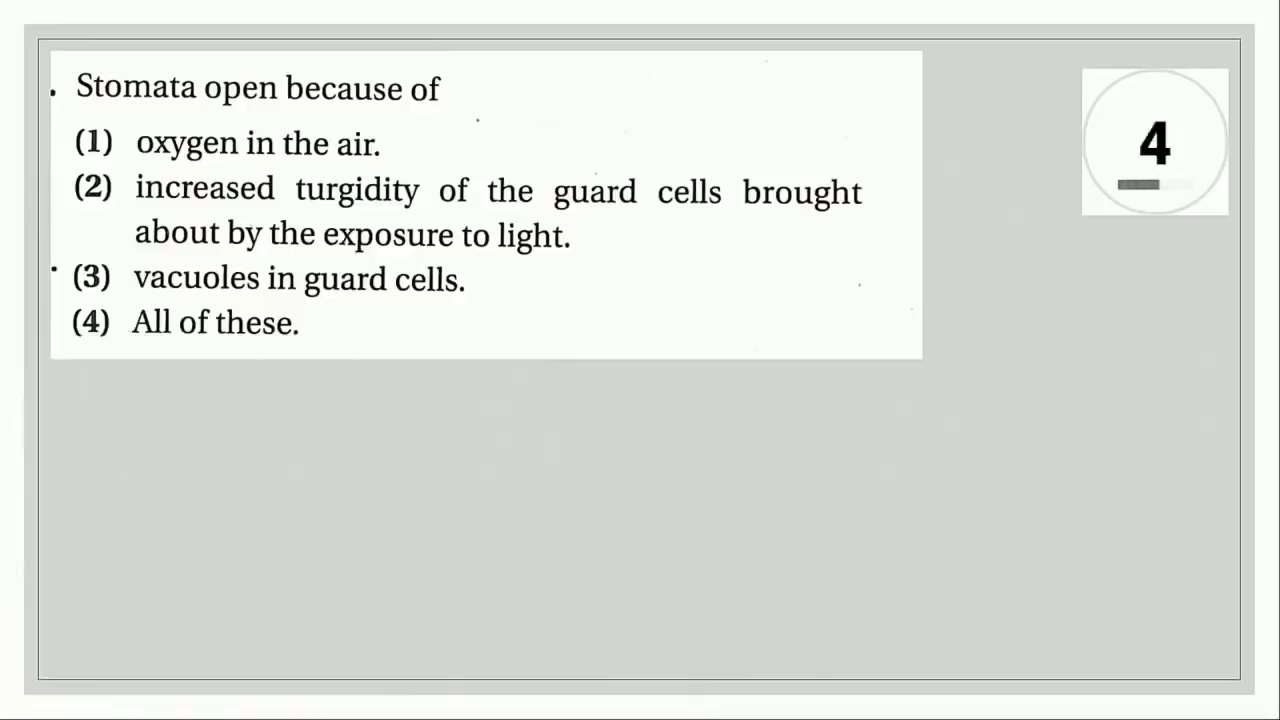 . Stomata open because of
(1) oxygen in the air.
(2) increased turgidity of the guard cells brought
about by the exposure to light.
(3) vacuoles in guard cells.
(4) All of these.
4